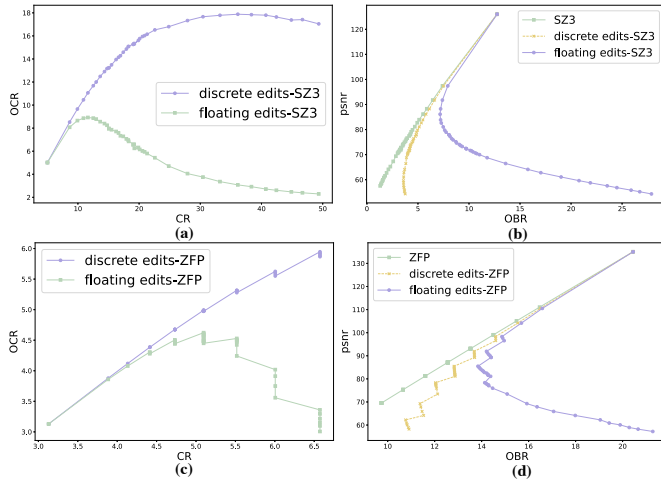 18
16
14
12
10
8
6
4
2
OCR
discrete edits-SZ3
floating edits-SZ3
10 20 30 40 50
CR
(a)
120
110
100
90
80
70
60
psnr
SZ3
discrete edits-SZ3
floating edits-SZ3
0 5 10 15 20 25
OBR
(b)
6.0
5.5
5.0
4.5
4.0
3.5
3.0
OCR
discrete edits-ZFP
floating edits-ZFP
3.0 3.5 4.0 4.5 5.0 5.5 6.0 6.5
CR
(c)
130
120
110
100
90
80
70
60
psnr
ZFP
discrete edits-ZFP
floating edits-ZFP
10 12 14 16 18 20
OBR
(d)